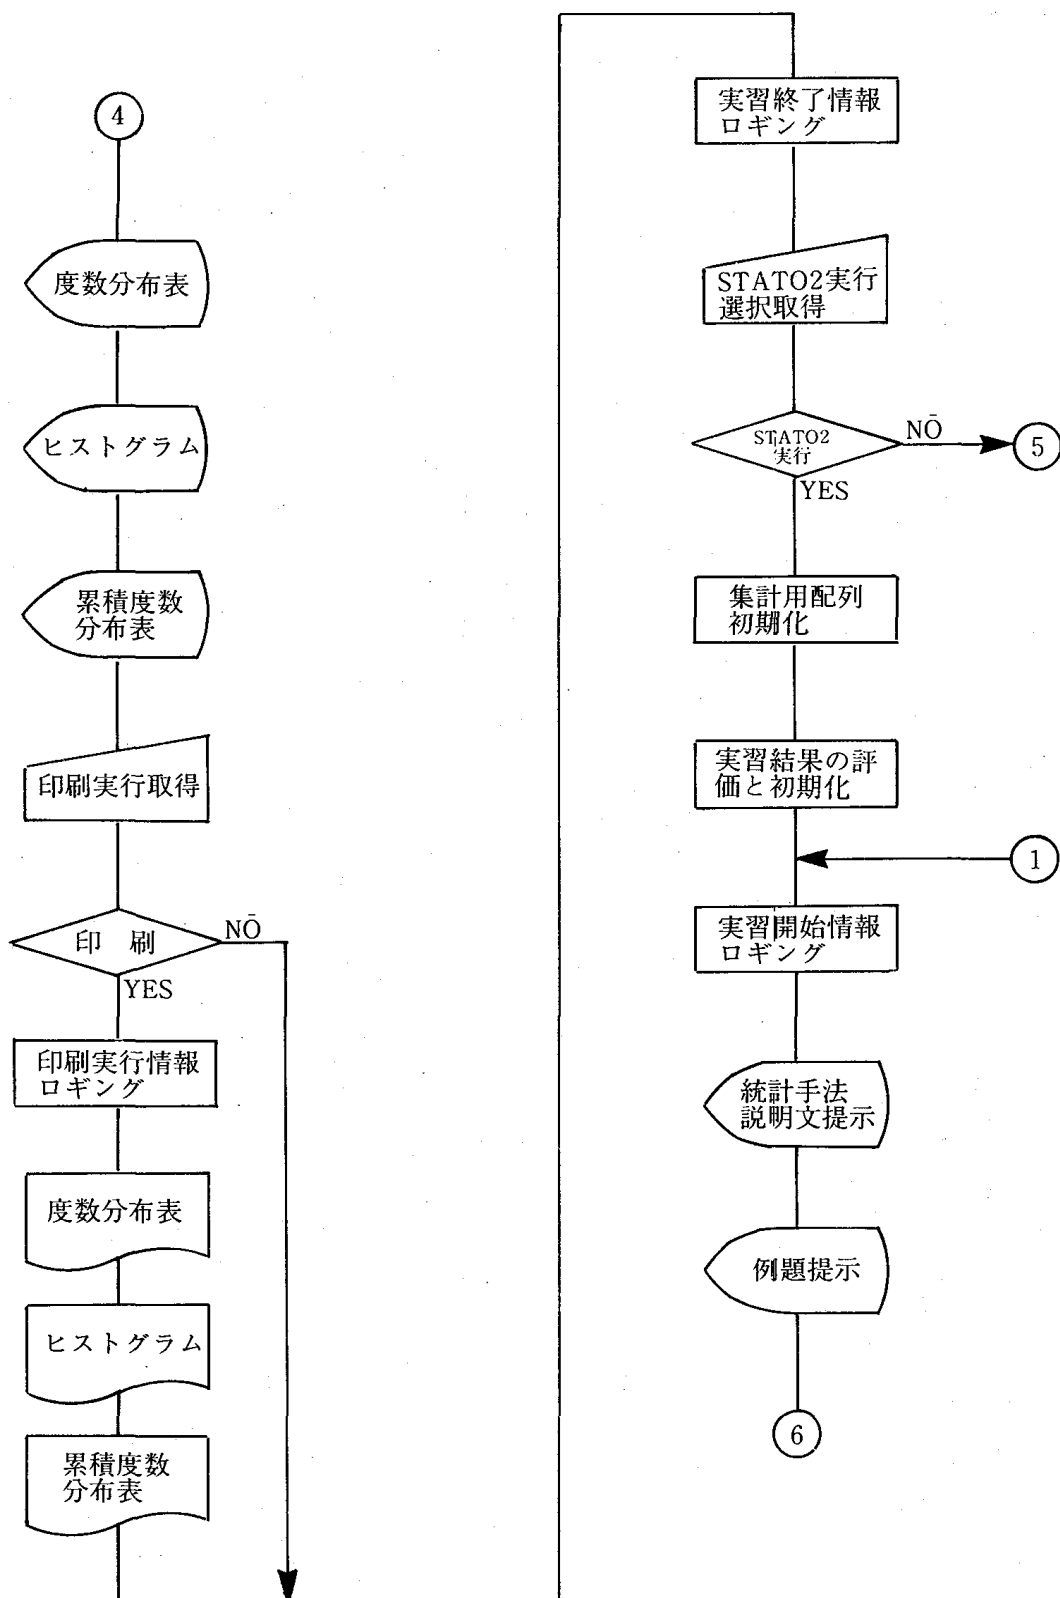 4
度数分布表
ヒストグラム
累積度数
分布表
印刷実行取得
印 刷
NO
YES
印刷実行情報
ロギング
度数分布表
ヒストグラム
累積度数
分布表
実習終了情報
ロギング
STATO2実行
選択取得
STATO2
実行
NO
5
YES
集計用配列
初期化
実習結果の評
価と初期化
1
実習開始情報
ロギング
統計手法
説明文提示
例題提示
6